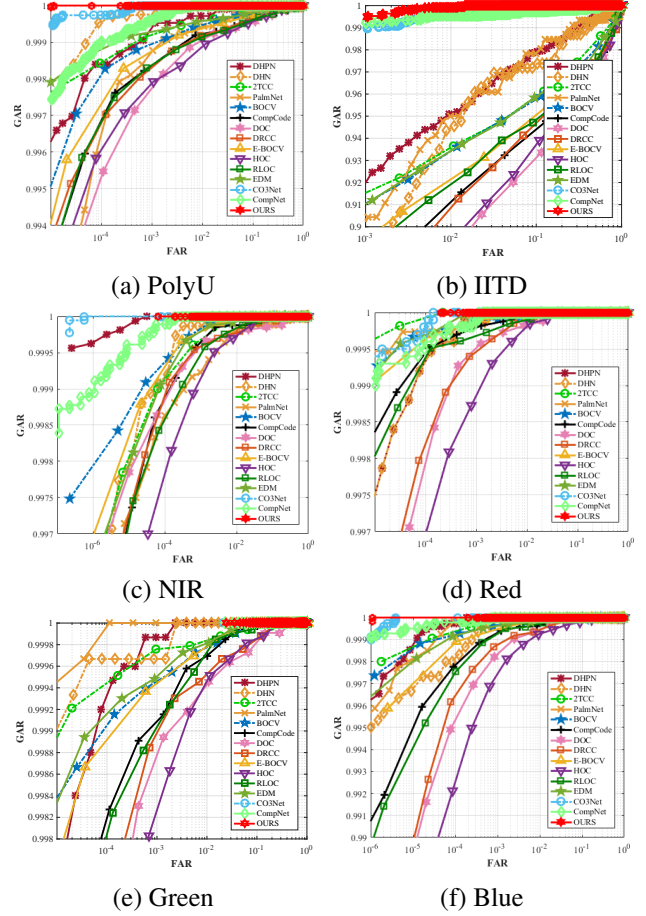 1
0.999
0.998
0.997
0.996
0.995
0.994
GAR
10^-4
10^-3
10^-2
10^-1
10^0
FAR
DHPN
DHN
2TCC
PalmNet
BOCV
CompCode
DOC
DRCC
E-BOCV
HOC
RLOC
EDM
CO3Net
CompNet
OURS
(a) PolyU
1
0.99
0.98
0.97
0.96
0.95
0.94
0.93
0.92
0.91
0.9
GAR
10^-3
10^-2
10^-1
10^0
FAR
DHPN
DHN
2TCC
PalmNet
BOCV
CompCode
DOC
DRCC
E-BOCV
HOC
RLOC
EDM
CO3Net
CompNet
OURS
(b) IITD
1
0.9995
0.999
0.9985
0.998
0.9975
0.997
GAR
10^-6
10^-4
10^-2
10^0
FAR
DHPN
DHN
2TCC
PalmNet
BOCV
CompCode
DOC
DRCC
E-BOCV
HOC
RLOC
EDM
CO3Net
CompNet
OURS
(c) NIR
1
0.9995
0.999
0.9985
0.998
0.9975
0.997
GAR
10^-4
10^-3
10^-2
10^-1
10^0
FAR
DHPN
DHN
2TCC
PalmNet
BOCV
CompCode
DOC
DRCC
E-BOCV
HOC
RLOC
EDM
CO3Net
CompNet
OURS
(d) Red
1
0.9998
0.9996
0.9994
0.9992
0.999
0.9988
0.9986
0.9984
0.9982
0.998
GAR
10^-4
10^-3
10^-2
10^-1
10^0
FAR
DHPN
DHN
2TCC
PalmNet
BOCV
CompCode
DOC
DRCC
E-BOCV
HOC
RLOC
EDM
CO3Net
CompNet
OURS
(e) Green
1
0.999
0.998
0.997
0.996
0.995
0.994
0.993
0.992
0.991
0.99
GAR
10^-6
10^-5
10^-4
10^-3
10^-2
10^-1
10^0
FAR
DHPN
DHN
2TCC
PalmNet
BOCV
CompCode
DOC
DRCC
E-BOCV
HOC
RLOC
EDM
CO3Net
CompNet
OURS
(f) Blue